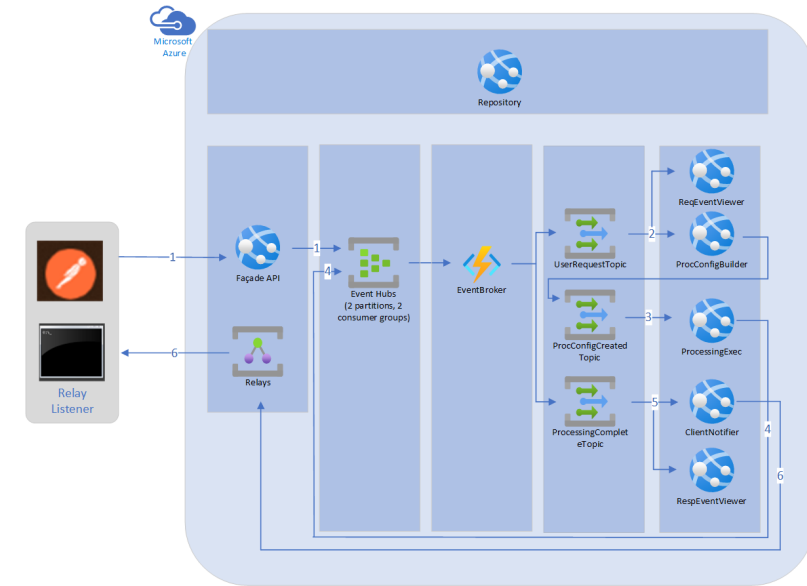 Microsoft
Azure
Repository
1
Façade API
1
4
Event Hubs
(2 partitions, 2
consumer groups)
EventBroker
UserRequestTopic
2
ReqEventViewer
ProcConfigBuilder
ProcConfigCreated
Topic
3
ProcessingExec
6
Relays
Relay
Listener
ProcessingComplet
eTopic
5
ClientNotifier
4
6
RespEventViewer